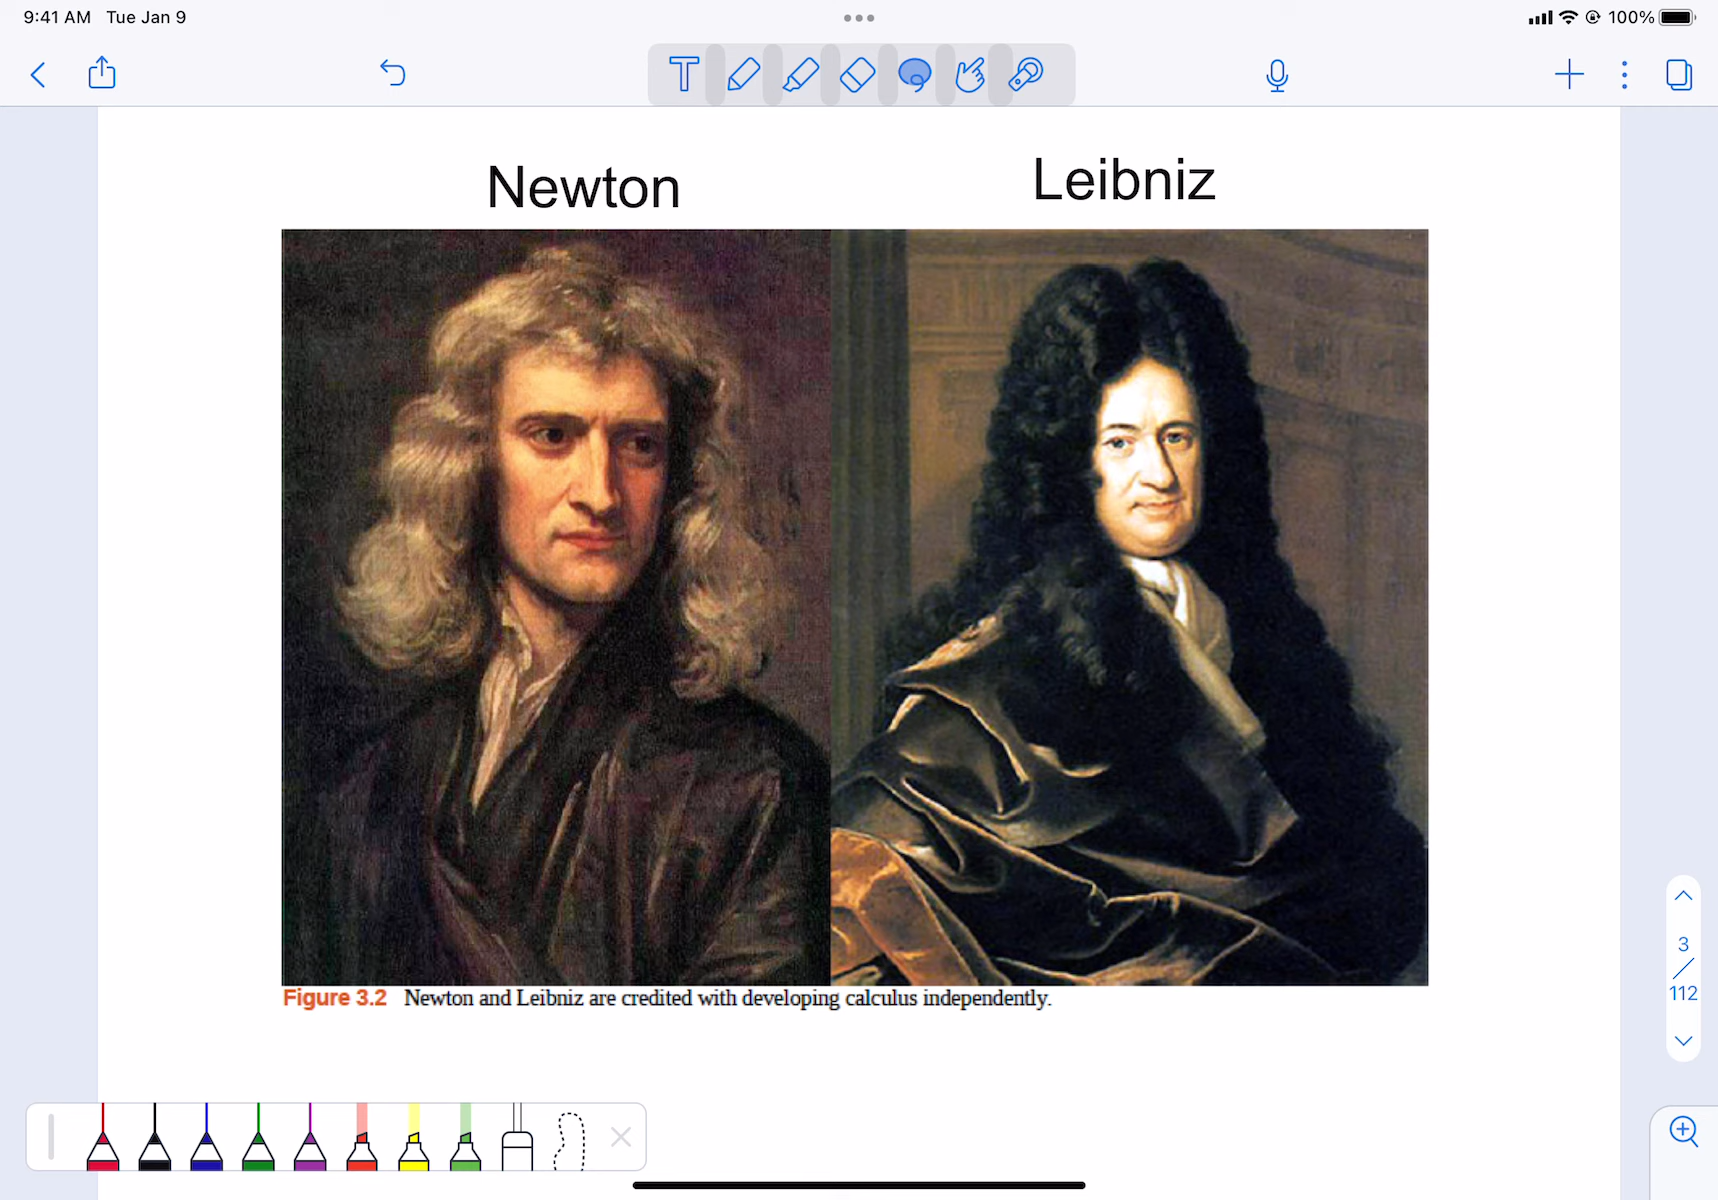 9:41 AM Tue Jan 9
100%
Newton
Leibniz
Figure 3.2 Newton and Leibniz are credited with developing calculus independently.
3
/
112